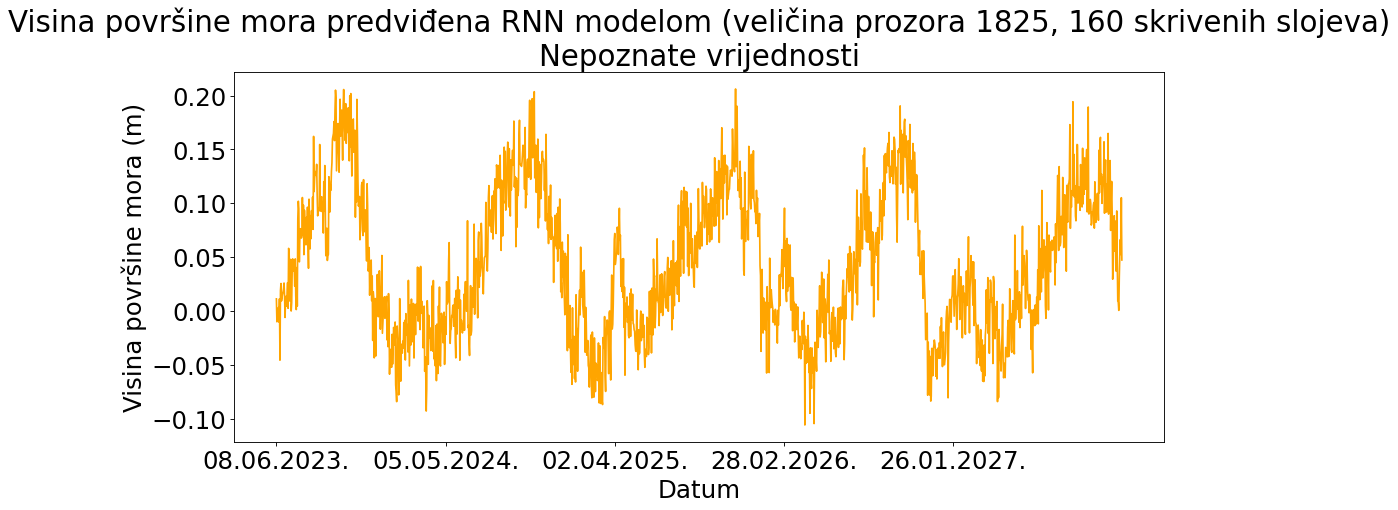 Visina površine mora predviđena RNN modelom (veličina prozora 1825, 160 skrivenih slojeva)
Nepoznate vrijednosti
Visina površine mora (m)
0.20
0.15
0.10
0.05
0.00
−0.05
−0.10
08.06.2023. 05.05.2024. 02.04.2025. 28.02.2026. 26.01.2027.
Datum